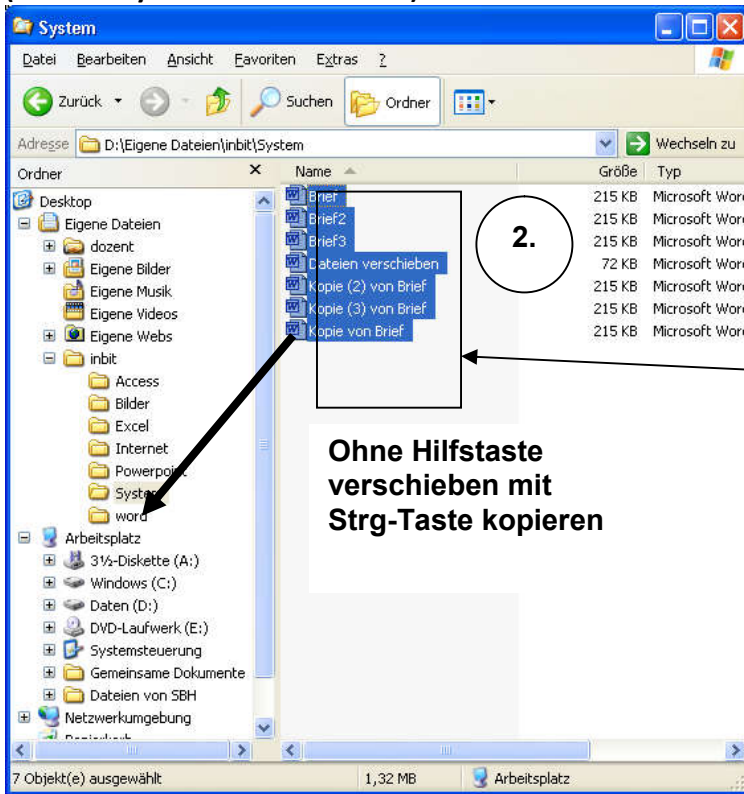 System
Datei Bearbeiten Ansicht Favoriten Extras ?
Zurück Suchen Ordner
Adresse D:\Eigene Dateien\inbit\System Wechseln zu
Ordner × Name Größe Typ
Desktop
Eigene Dateien
dozent
Eigene Bilder
Eigene Musik
Eigene Videos
Eigene Webs
inbit
Access
Bilder
Excel
Internet
Powerpoint
System
word
Arbeitsplatz
3½-Diskette (A:)
Windows (C:)
Daten (D:)
DVD-Laufwerk (E:)
Systemsteuerung
Gemeinsame Dokumente
Dateien von SBH
Netzwerkumgebung
Brief 215 KB Microsoft Word
Brief2 215 KB Microsoft Word
Brief3 215 KB Microsoft Word
Dateien verschieben 72 KB Microsoft Word
Kopie (2) von Brief 215 KB Microsoft Word
Kopie (3) von Brief 215 KB Microsoft Word
Kopie von Brief 215 KB Microsoft Word
2.
Ohne Hilfstaste
verschieben mit
Strg-Taste kopieren
7 Objekt(e) ausgewählt 1,32 MB Arbeitsplatz